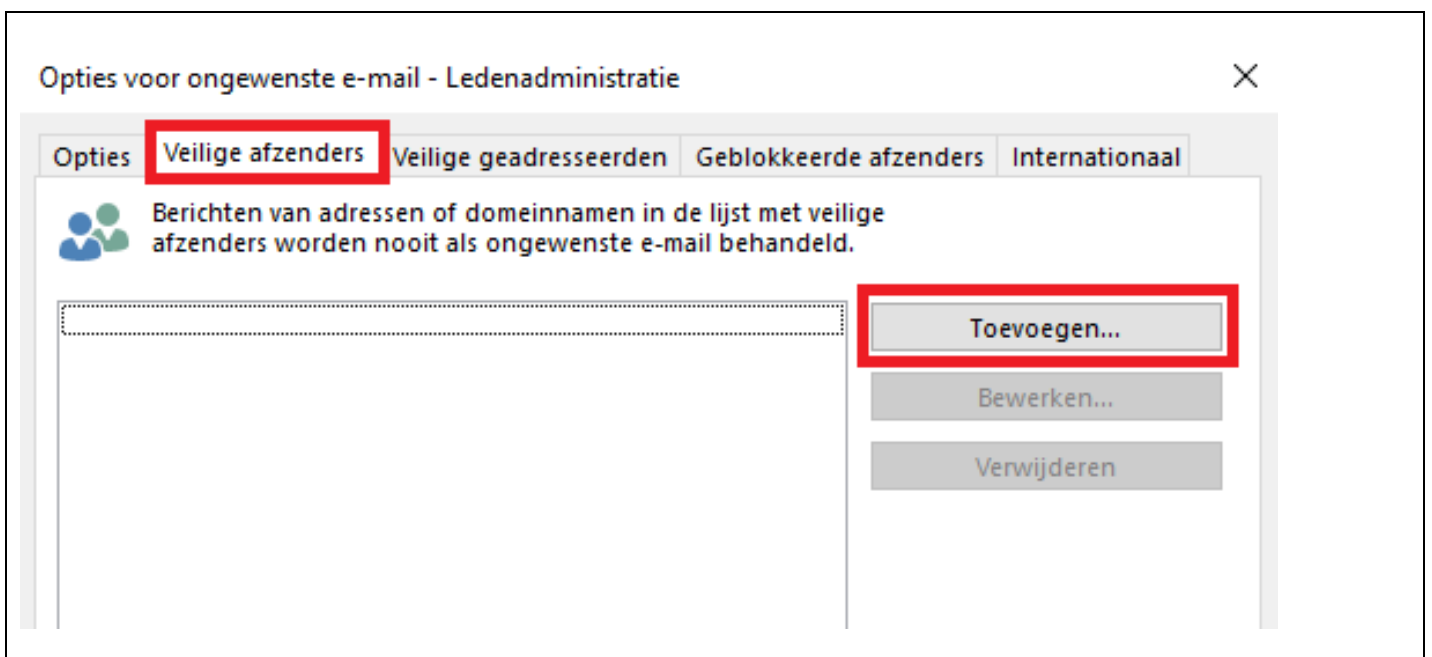 Opties voor ongewenste e-mail - Ledenadministratie
Opties Veilige afzenders Veilige geadresseerden Geblokkeerde afzenders Internationaal
Berichten van adressen of domeinnamen in de lijst met veilige
afzenders worden nooit als ongewenste e-mail behandeld.
Toevoegen...
Bewerken...
Verwijderen